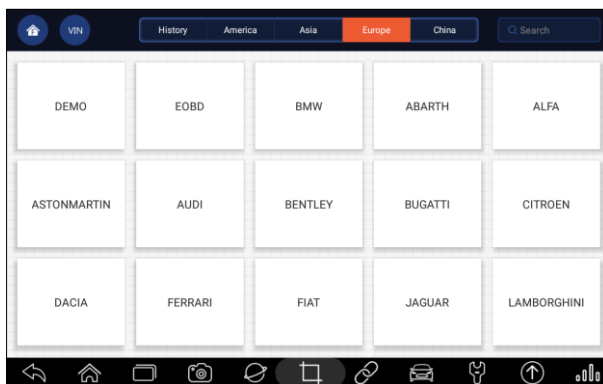 VIN History America Asia Europe China Search
DEMO EOBD BMW ABARTH ALFA
ASTONMARTIN AUDI BENTLEY BUGATTI CITROEN
DACIA FERRARI FIAT JAGUAR LAMBORGHINI